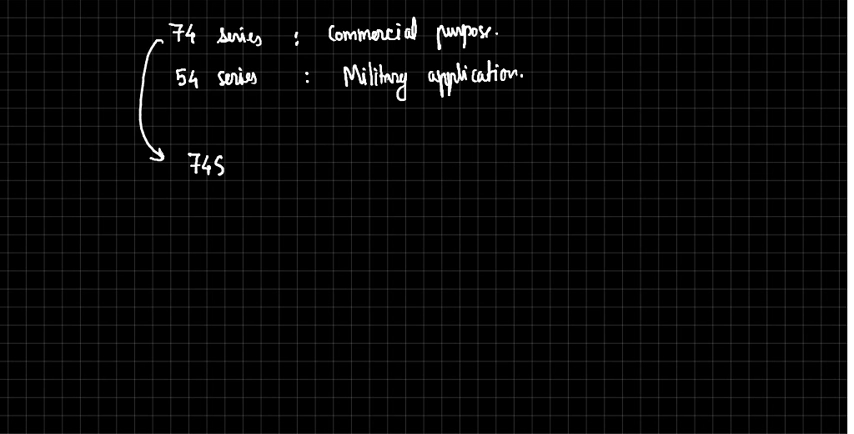 74 series : Commercial purpose.
54 series : Military application.
74S